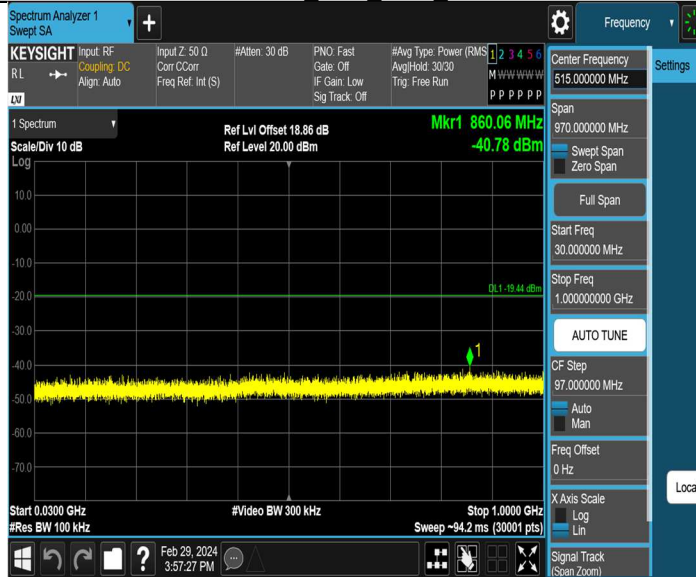 Spectrum Analyzer 1
Swept SA
Frequency
KEYSIGHT
RL
LXI
Input: RF
Coupling: DC
Align: Auto
Input Z: 50 Ω
Corr CCorr
Freq Ref: Int (S)
#Atten: 30 dB
PNO: Fast
Gate: Off
IF Gain: Low
Sig Track: Off
#Avg Type: Power (RMS
Avg|Hold: 30/30
Trig: Free Run
1 2 3 4 5 6
M W W W W W
P P P P P P
1 Spectrum
Scale/Div 10 dB
Log
Ref Lvl Offset 18.86 dB
Ref Level 20.00 dBm
Mkr1 860.06 MHz
-40.78 dBm
10.0
0.00
-10.0
-20.0
DL1 -19.44 dBm
-30.0
-40.0
1
-50.0
-60.0
-70.0
Start 0.0300 GHz
#Res BW 100 kHz
#Video BW 300 kHz
Stop 1.0000 GHz
Sweep ~94.2 ms (30001 pts)
?
Feb 29, 2024
3:57:27 PM
Center Frequency
515.000000 MHz
Span
970.000000 MHz
Swept Span
Zero Span
Full Span
Start Freq
30.000000 MHz
Stop Freq
1.000000000 GHz
AUTO TUNE
CF Step
97.000000 MHz
Auto
Man
Freq Offset
0 Hz
X Axis Scale
Log
Lin
Signal Track
(Span Zoom)
Settings
Loca